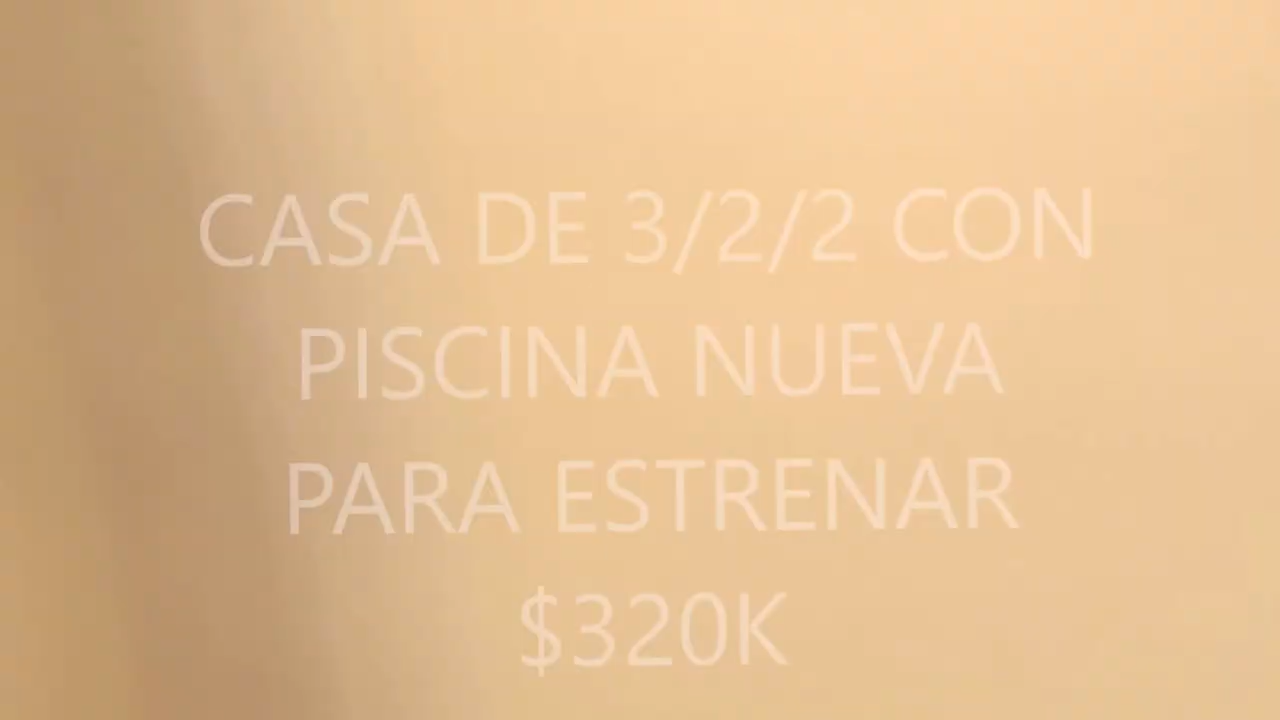 CASA DE 3/2/2 CON
PISCINA NUEVA
PARA ESTRENAR
$320K